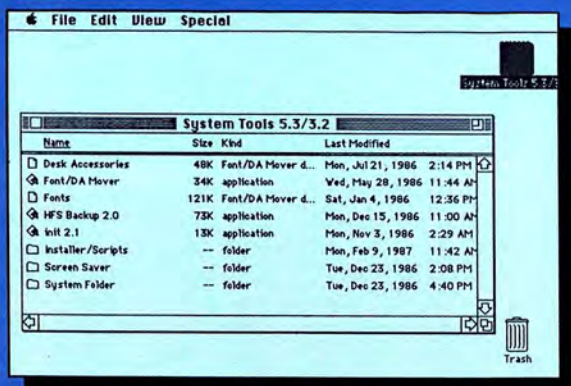 File Edit View Special
System Tools 5.3/3
System Tools 5.3/3.2
Name Size Kind Last Modified
Desk Accessories 48K Font/DA Mover d... Mon, Jul 21, 1986 2:14 PM
Font/DA Mover 34K application Wed, May 28, 1986 11:44 AM
Fonts 121K Font/DA Mover d... Sat, Jan 4, 1986 12:36 PM
HFS Backup 2.0 73K application Mon, Dec 15, 1986 11:00 AM
init 2.1 13K application Mon, Nov 3, 1986 2:29 AM
Installer/Scripts -- folder Mon, Feb 9, 1987 11:42 AM
Screen Saver -- folder Tue, Dec 23, 1986 2:08 PM
System Folder -- folder Tue, Dec 23, 1986 4:40 PM
Trash